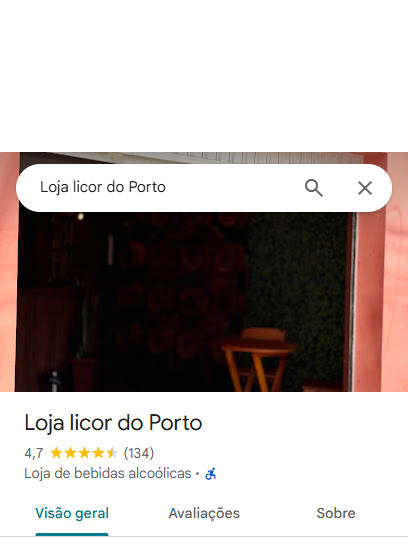 Loja licor do Porto
Loja licor do Porto
4,7 (134)
Loja de bebidas alcoólicas ·
Visão geral Avaliações Sobre